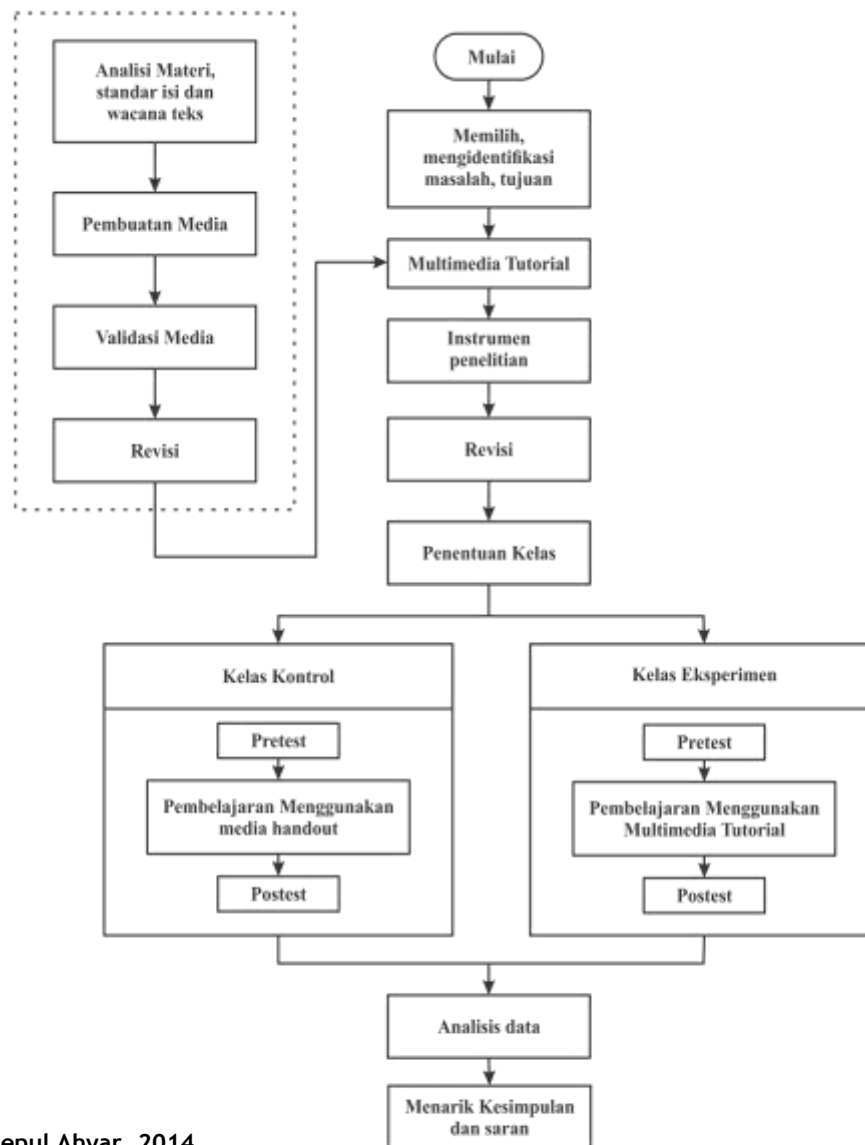 Analisi Materi,
standar isi dan
wacana teks
Pembuatan Media
Validasi Media
Revisi
Mulai
Memilih,
mengidentifikasi
masalah, tujuan
Multimedia Tutorial
Instrumen
penelitian
Revisi
Penentuan Kelas
Kelas Kontrol
Pretest
Pembelajaran Menggunakan
media handout
Postest
Kelas Eksperimen
Pretest
Pembelajaran Menggunakan
Multimedia Tutorial
Postest
Analisis data
Menarik Kesimpulan
dan saran
2014